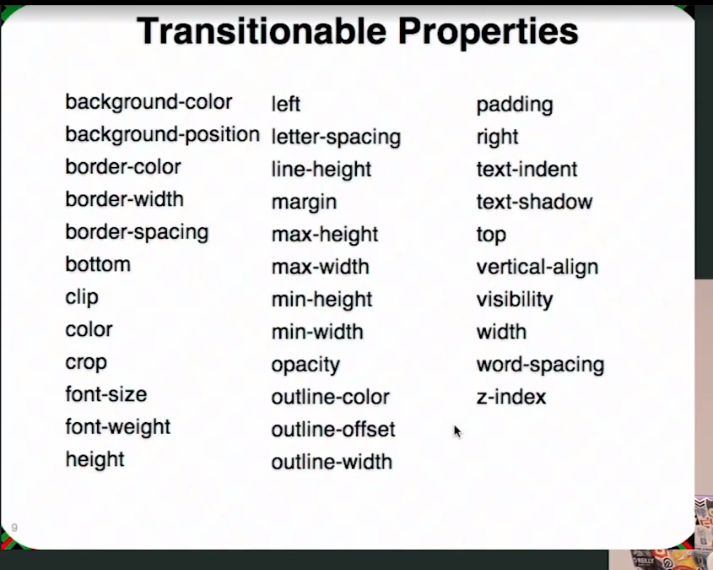 Transitionable Properties
background-color
background-position
border-color
border-width
border-spacing
bottom
clip
color
crop
font-size
font-weight
height
left
letter-spacing
line-height
margin
max-height
max-width
min-height
min-width
opacity
outline-color
outline-offset
outline-width
padding
right
text-indent
text-shadow
top
vertical-align
visibility
width
word-spacing
z-index
9
O'REILLY